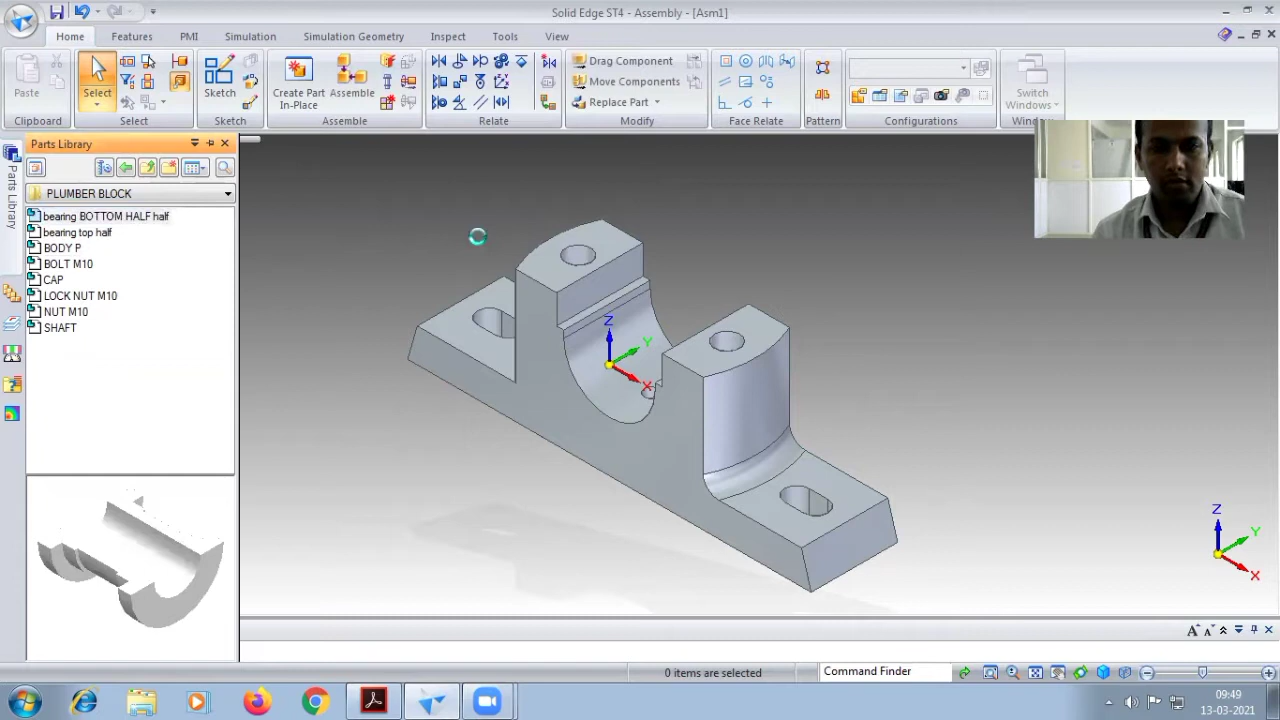 Solid Edge ST4 - Assembly - [Asm1]
Home Features PMI Simulation Simulation Geometry Inspect Tools View
Paste
Clipboard
Select
Select
Sketch
Sketch
Create Part In-Place
Assemble
Assemble
Relate
Drag Component
Move Components
Replace Part
Modify
Face Relate
Pattern
Configurations
Switch Windows
Parts Library
Parts Library
PLUMBER BLOCK
bearing BOTTOM HALF half
bearing top half
BODY P
BOLT M10
CAP
LOCK NUT M10
NUT M10
SHAFT
Z
Y
X
Z
Y
X
0 items are selected
Command Finder
09:49
13-03-2021